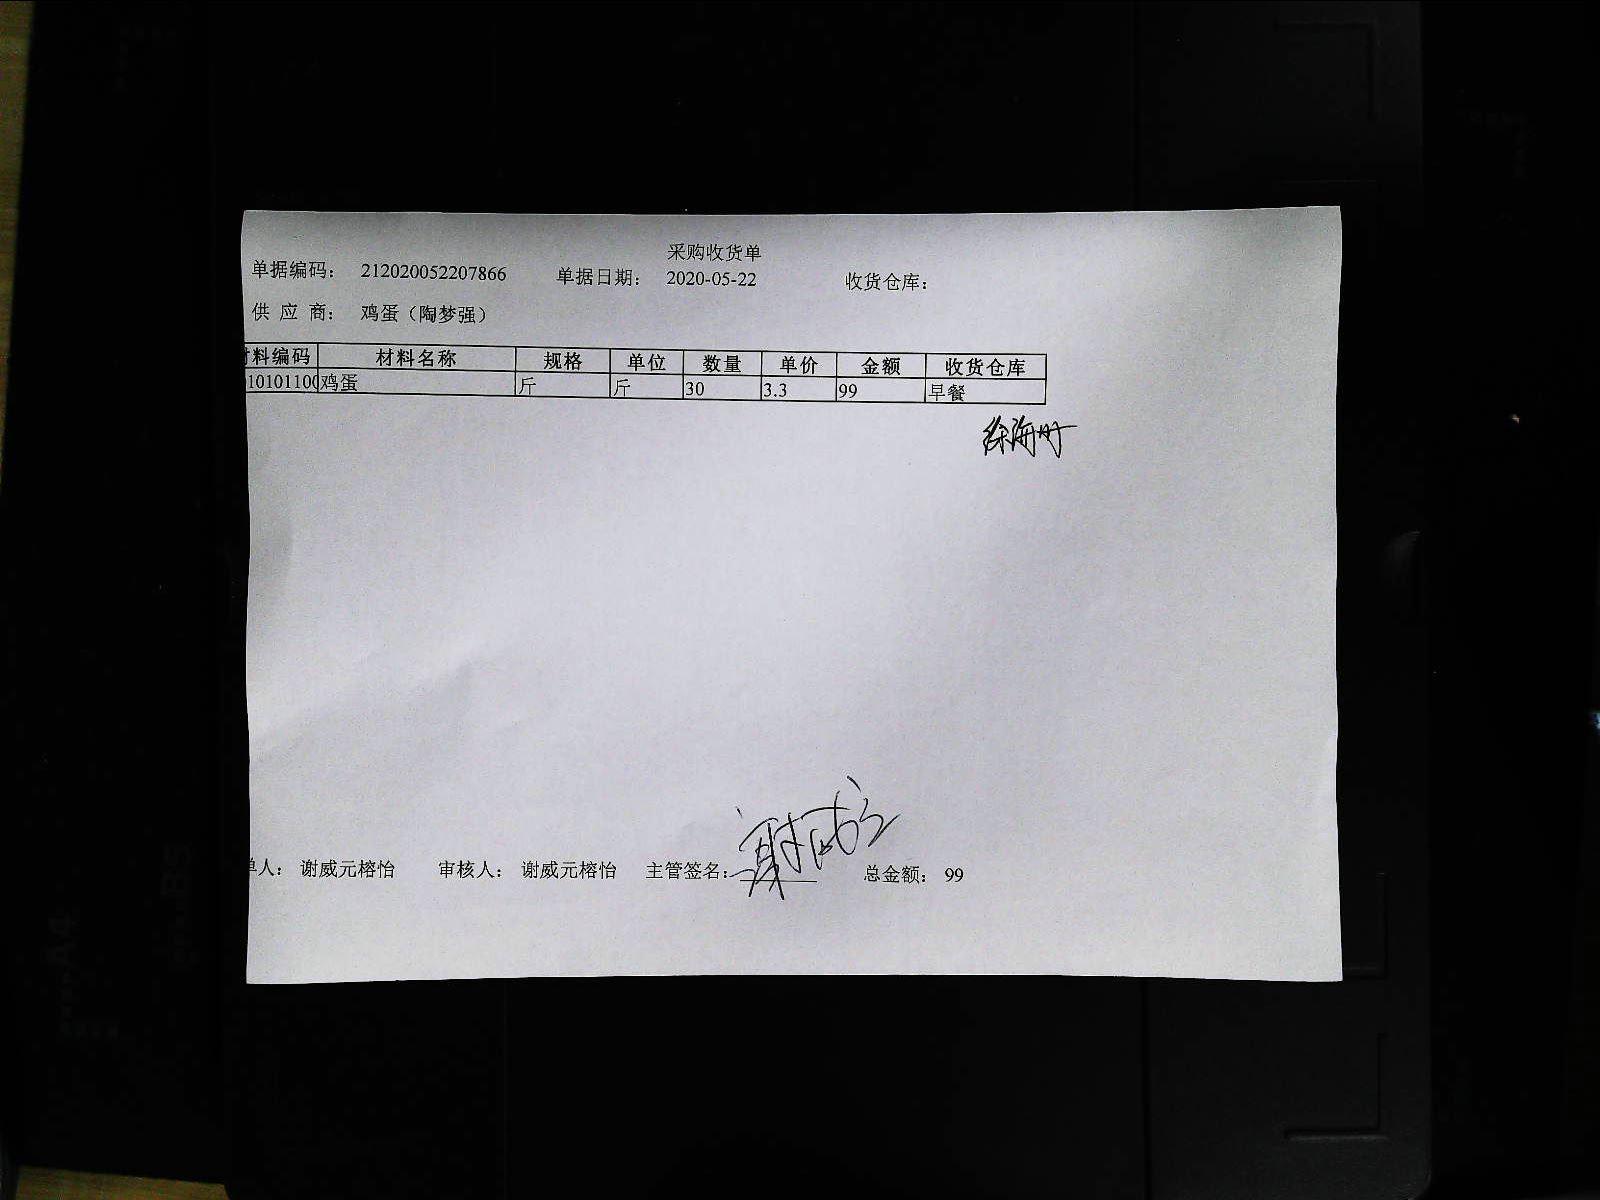 采购收货单
单据编码： 212020052207866 单据日期： 2020-05-22 收货仓库：
供 应 商： 鸡蛋（陶梦强）
材料编码 材料名称 规格 单位 数量 单价 金额 收货仓库
10101100 鸡蛋 斤 斤 30 3.3 99 早餐
单人： 谢威元榕怡 审核人： 谢威元榕怡 主管签名： 总金额： 99